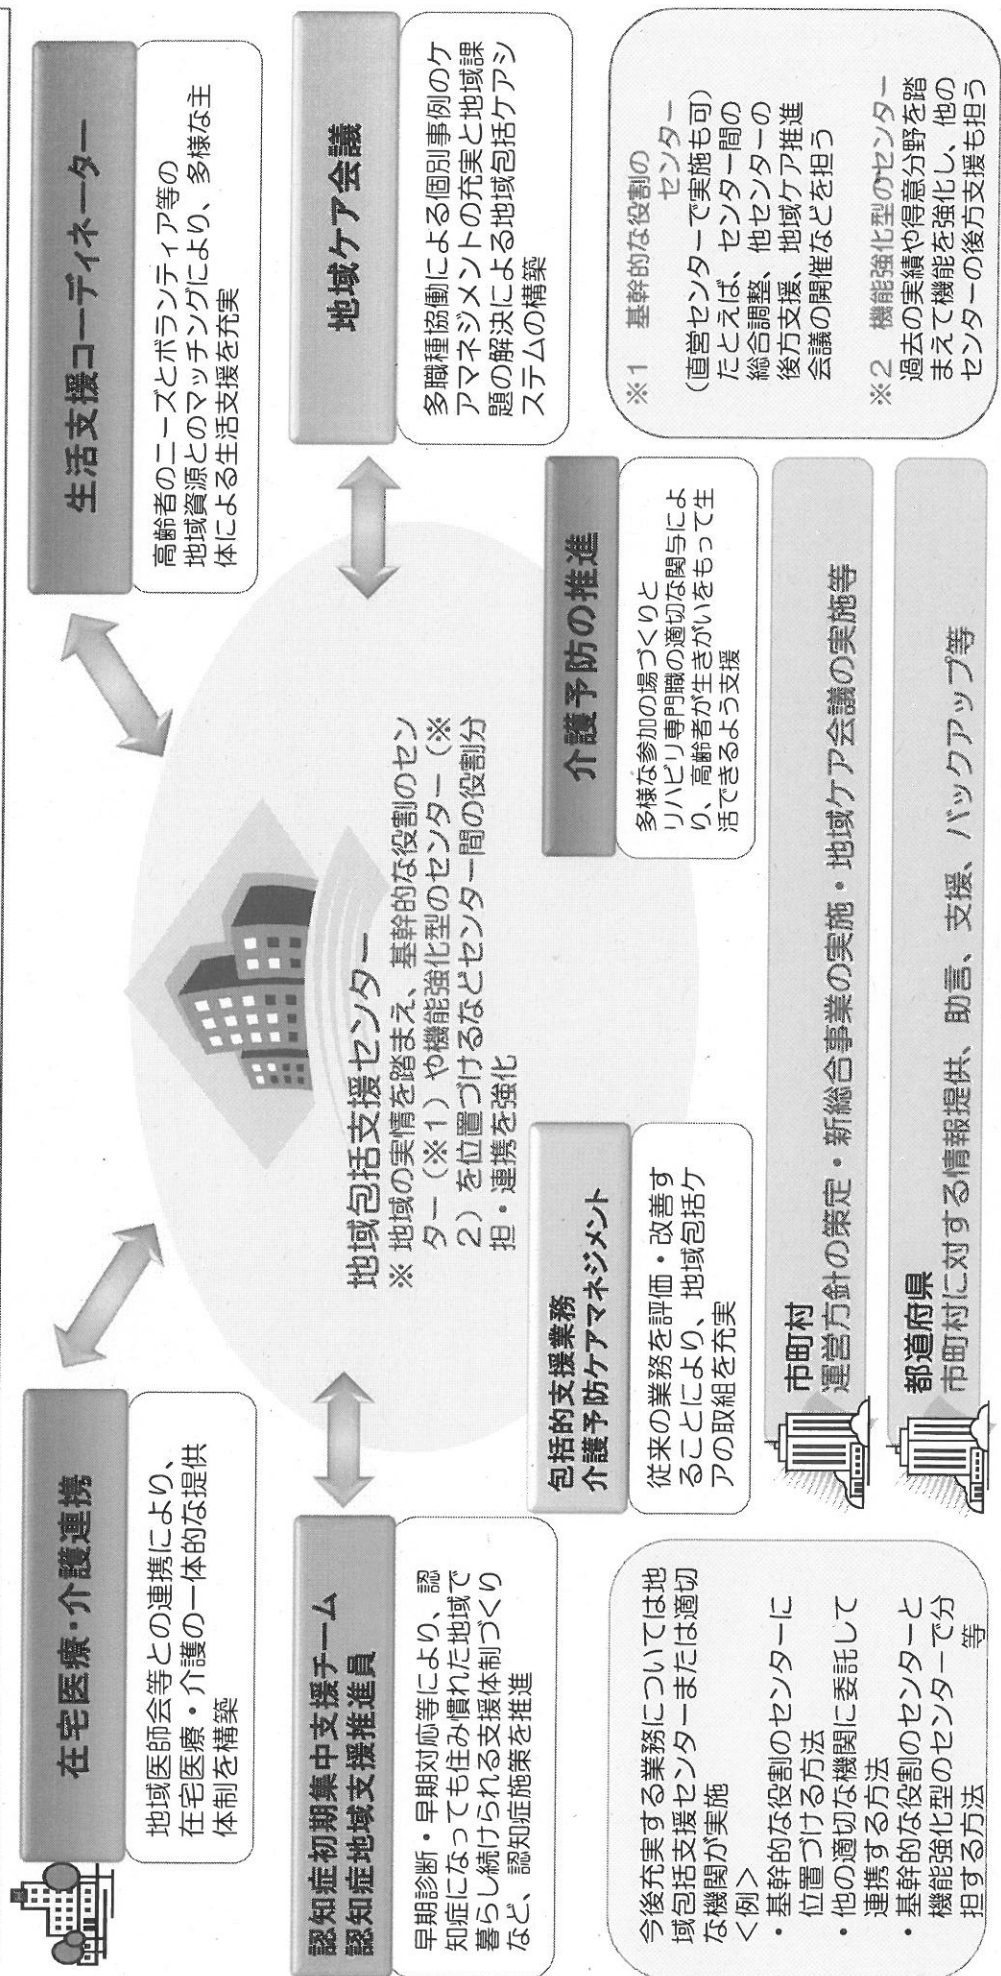 在宅医療・介護連携
地域医師会等との連携により、
在宅医療・介護の一体的な提供
体制を構築
生活支援コーディネーター
高齢者のニーズとボランティア等の
地域資源とのマッチングにより、多様な主
体による生活支援を充実
認知症初期集中支援チーム
認知症地域支援推進員
早期診断・早期対応等により、認
知症になっても住み慣れた地域で
暮らし続けられる支援体制づくり
など、認知症施策を推進
地域包括支援センター
※ 地域の実情を踏まえ、基幹的な役割のセン
ター（※１）や機能強化型のセンター（※
２）を位置づけるなどセンター間の役割分
担・連携を強化
地域ケア会議
多職種協働による個別事例のケ
アマネジメントの充実と地域課
題の解決による地域包括ケアシ
ステムの構築
包括的支援業務
介護予防ケアマネジメント
従来の業務を評価・改善す
ることにより、地域包括ケ
アの取組を充実
介護予防の推進
多様な参加の場づくりと
リハビリ専門職の適切な関与によ
り、高齢者が生きがいをもって生
活できるよう支援
今後充実する業務については地
域包括支援センターまたは適切
な機関が実施
＜例＞
・ 基幹的な役割のセンターに
位置づける方法
・ 他の適切な機関に委託して
連携する方法
・ 基幹的な役割のセンターと
機能強化型のセンターで分
担する方法 等
市町村
運営方針の策定・新総合事業の実施・地域ケア会議の実施等
都道府県
市町村に対する情報提供、助言、支援、バックアップ等
※１ 基幹的な役割の
センター
（直営センターで実施も可）
たとえば、センター間の
総合調整、他センターの
後方支援、地域ケア推進
会議の開催などを担う
※２ 機能強化型のセンター
過去の実績や得意分野を踏
まえて機能を強化し、他の
センターの後方支援も担う